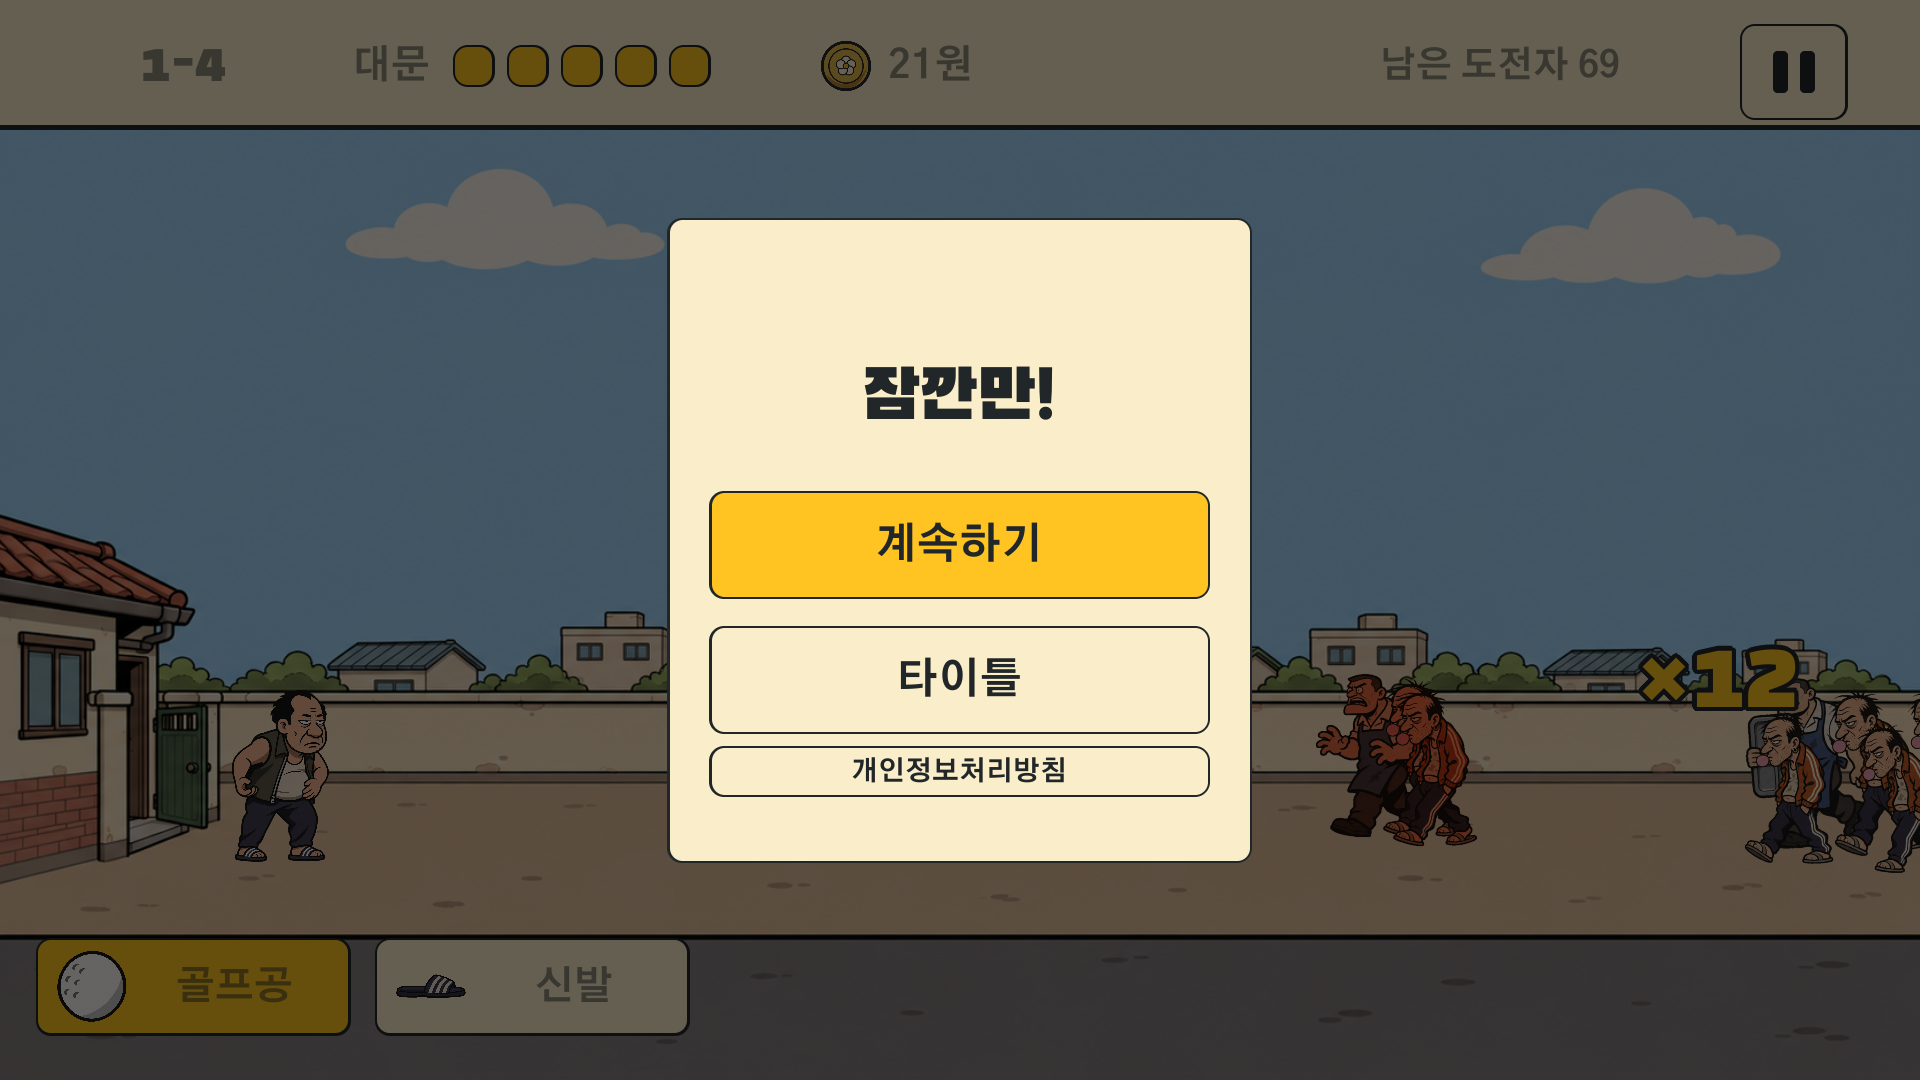 1-4 대문 21원 남은 도전자 69
잠깐만!
계속하기
타이틀
×12
개인정보처리방침
골프공 신발